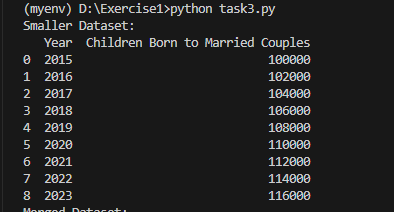 (myenv) D:\Exercise1>python task3.py
Smaller Dataset:
Year Children Born to Married Couples
0 2015 100000
1 2016 102000
2 2017 104000
3 2018 106000
4 2019 108000
5 2020 110000
6 2021 112000
7 2022 114000
8 2023 116000
Merged Dataset: